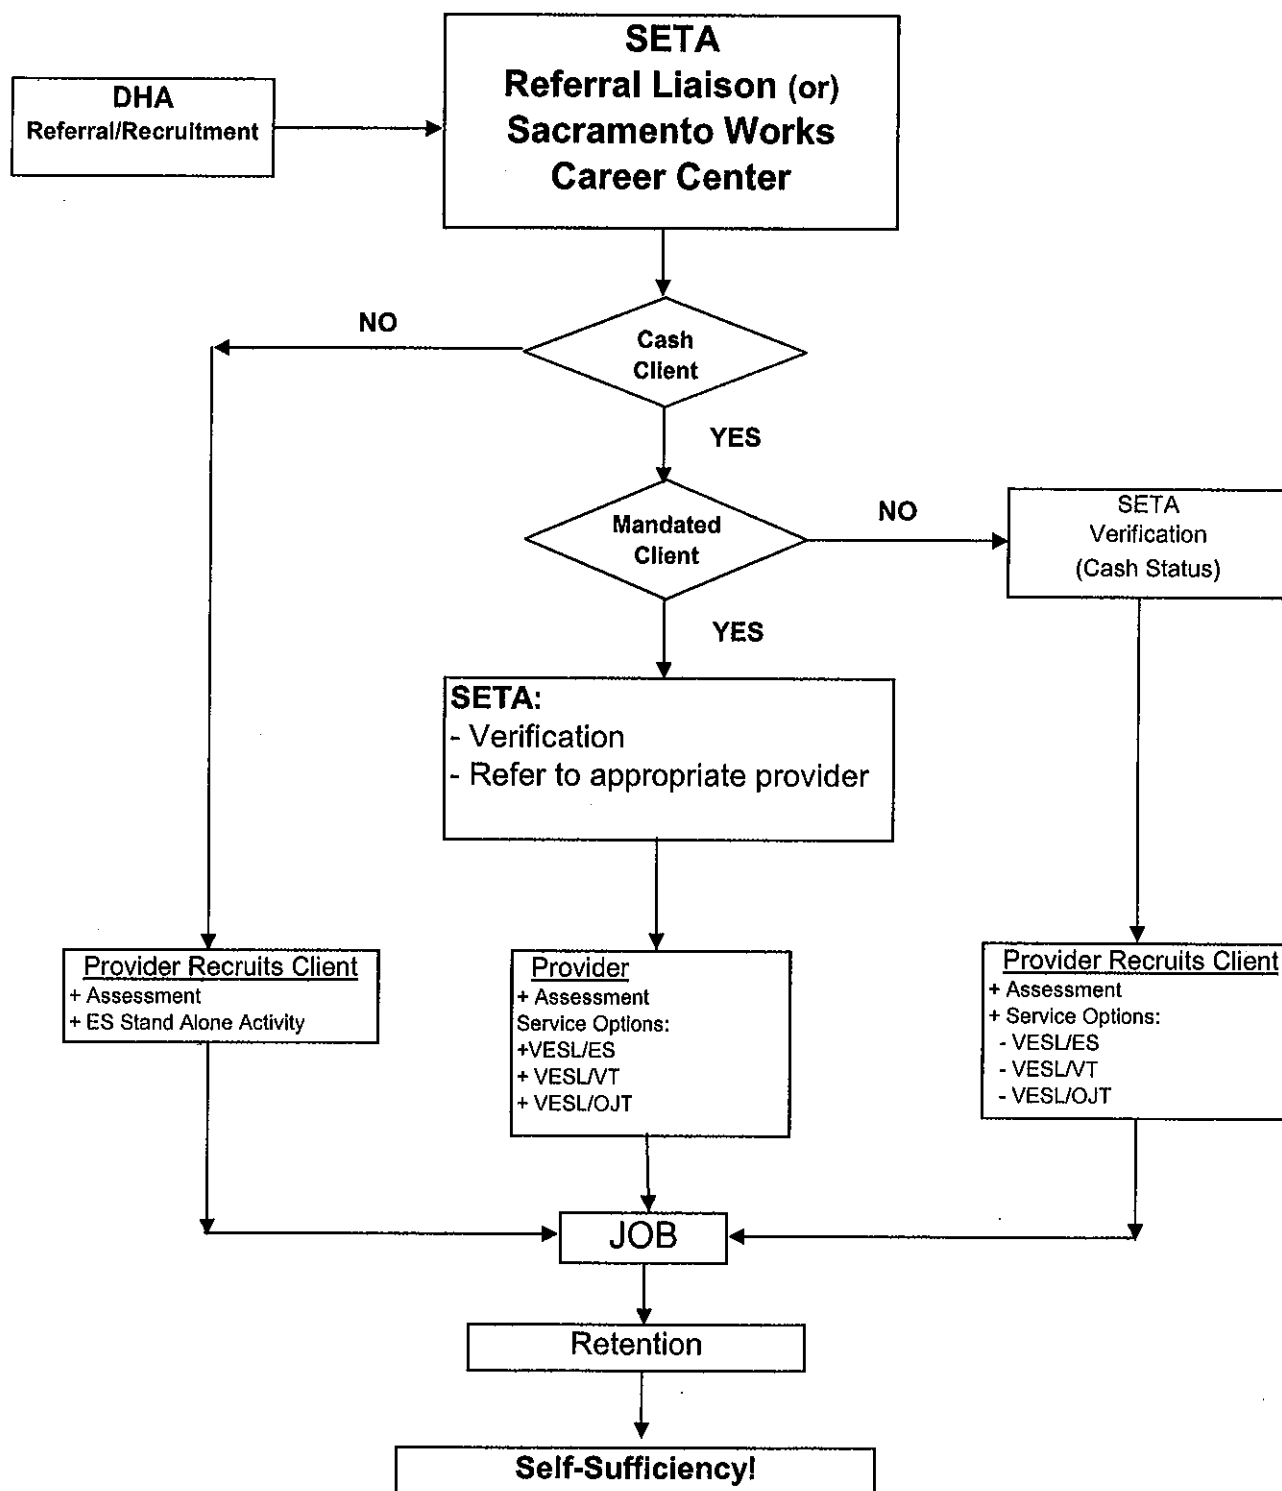 SETA
Referral Liaison (or)
Sacramento Works
Career Center
DHA
Referral/Recruitment
NO
Cash
Client
YES
Mandated
Client
NO
SETA
Verification
(Cash Status)
YES
SETA:
- Verification
- Refer to appropriate provider
Provider Recruits Client
+ Assessment
+ ES Stand Alone Activity
Provider
+ Assessment
Service Options:
+VESL/ES
+ VESL/VT
+ VESL/OJT
Provider Recruits Client
+ Assessment
+ Service Options:
- VESL/ES
- VESL/VT
- VESL/OJT
JOB
Retention
Self-Sufficiency!